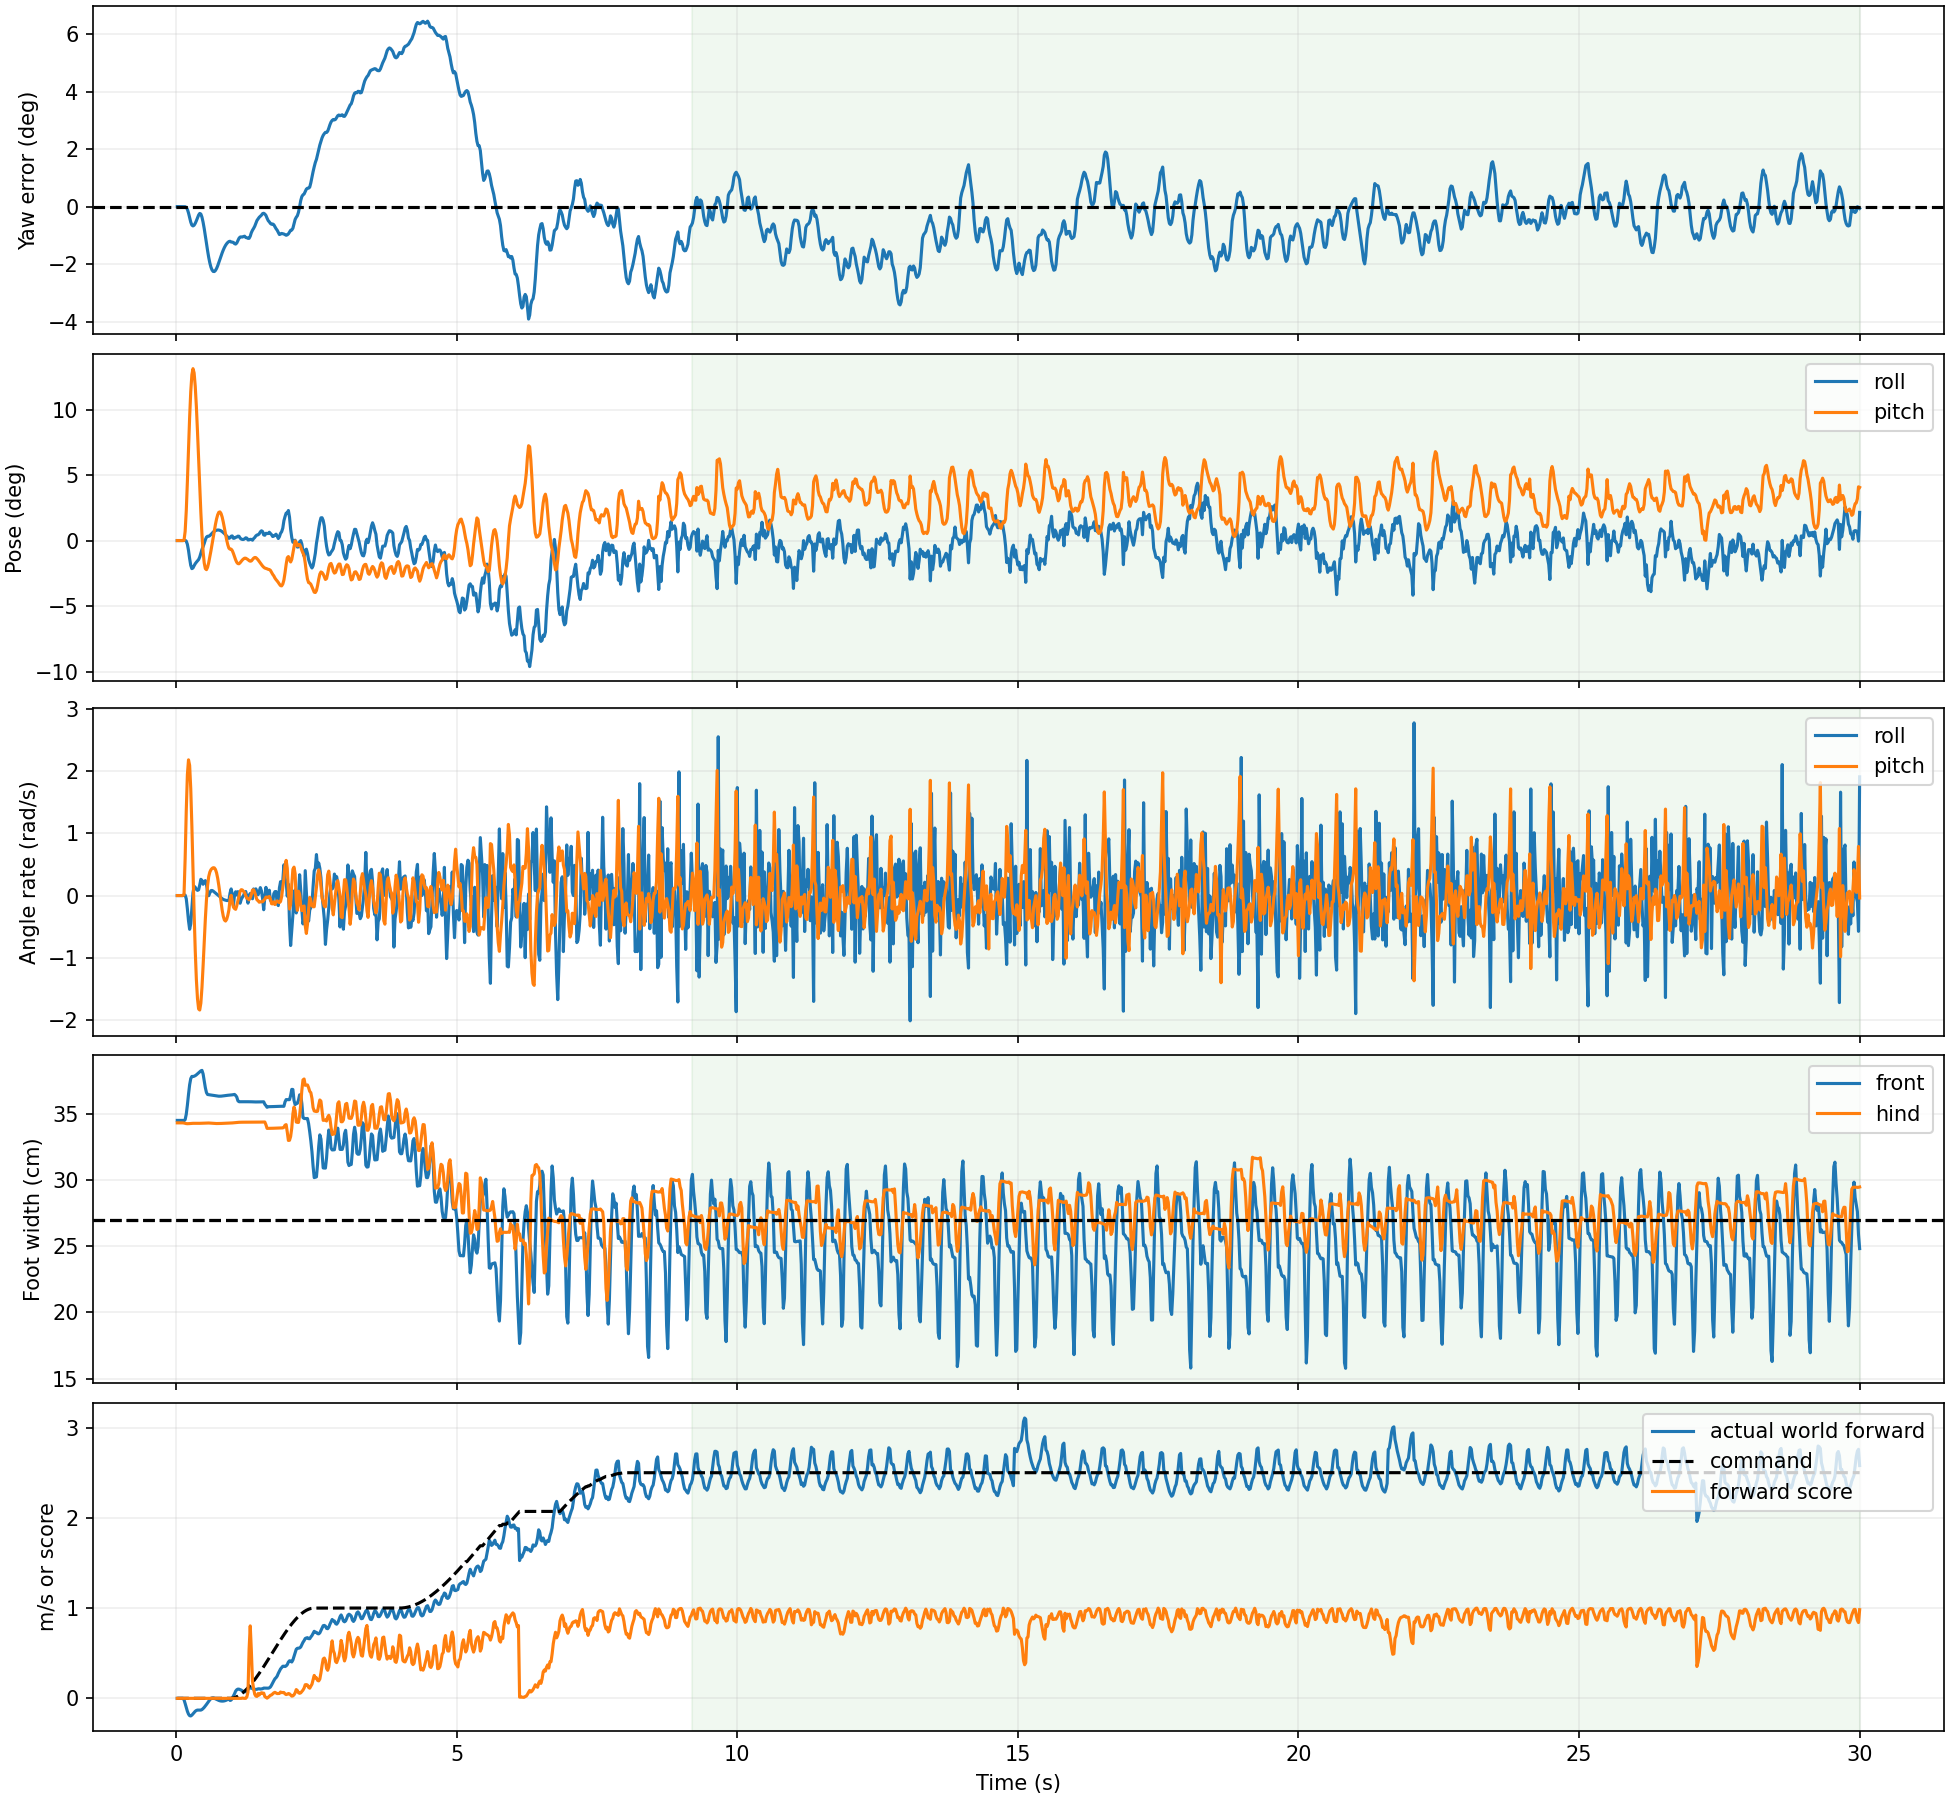 6
4
2
0
−2
−4
Yaw error (deg)
10
5
0
−5
−10
Pose (deg)
roll
pitch
3
2
1
0
−1
−2
Angle rate (rad/s)
roll
pitch
35
30
25
20
15
Foot width (cm)
front
hind
3
2
1
0
m/s or score
actual world forward
command
forward score
0 5 10 15 20 25 30
Time (s)